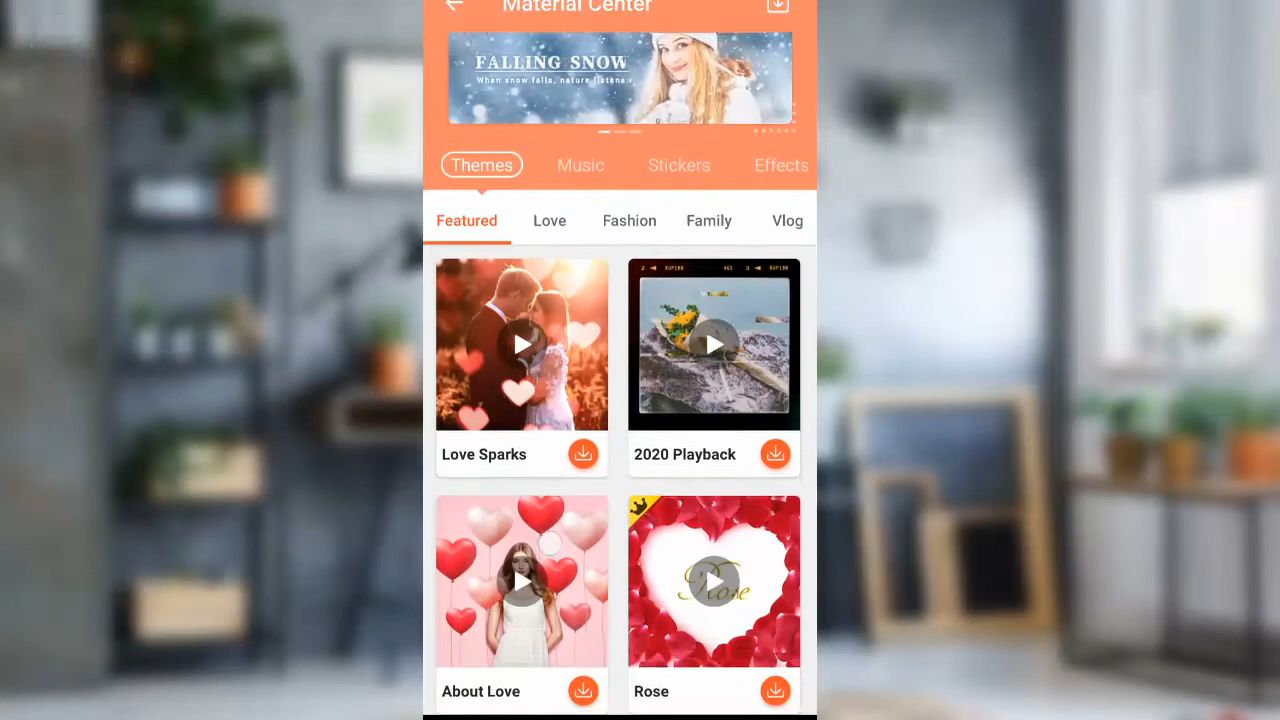 Material Center
FALLING SNOW
When snow falls, nature listens.
Themes Music Stickers Effects
Featured Love Fashion Family Vlog
Love Sparks
2020 Playback
Rose
About Love
Rose